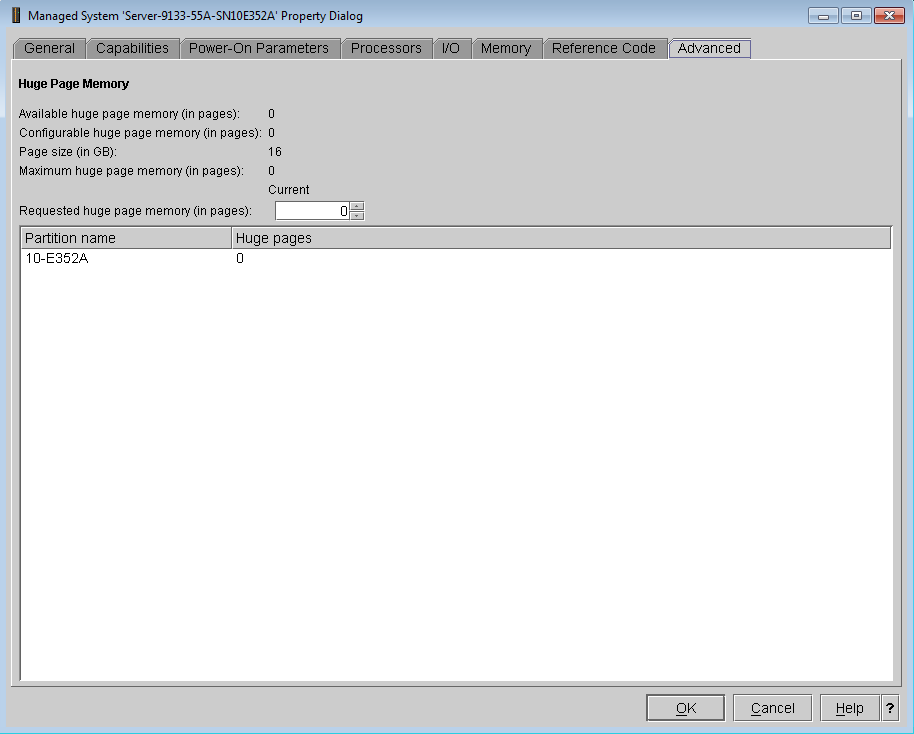 Managed System 'Server-9133-55A-SN10E352A' Property Dialog
General Capabilities Power-On Parameters Processors I/O Memory Reference Code Advanced
Huge Page Memory
Available huge page memory (in pages): 0
Configurable huge page memory (in pages): 0
Page size (in GB): 16
Maximum huge page memory (in pages): 0
Current
Requested huge page memory (in pages): 0
Partition name Huge pages
10-E352A 0
OK Cancel Help ?